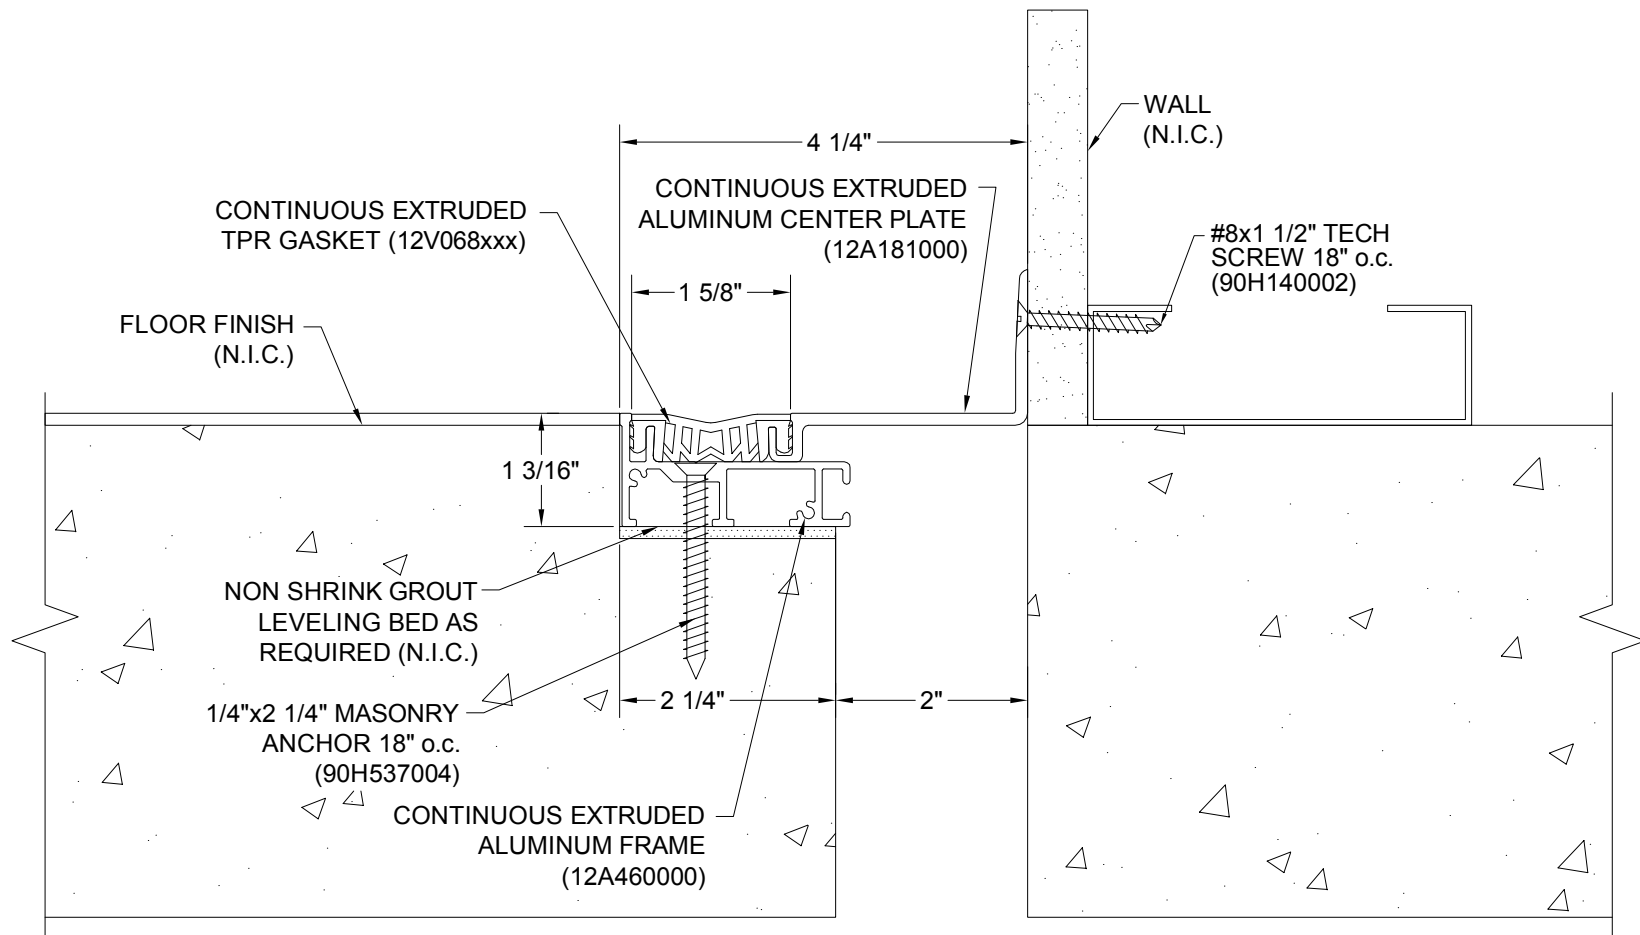 WALL
(N.I.C.)
4 1/4"
CONTINUOUS EXTRUDED
ALUMINUM CENTER PLATE
(12A181000)
CONTINUOUS EXTRUDED
TPR GASKET (12V068xxx)
#8x1 1/2" TECH
SCREW 18" o.c.
(90H140002)
1 5/8"
FLOOR FINISH
(N.I.C.)
1 3/16"
NON SHRINK GROUT
LEVELING BED AS
REQUIRED (N.I.C.)
2 1/4"
2"
1/4"x2 1/4" MASONRY
ANCHOR 18" o.c.
(90H537004)
CONTINUOUS EXTRUDED
ALUMINUM FRAME
(12A460000)